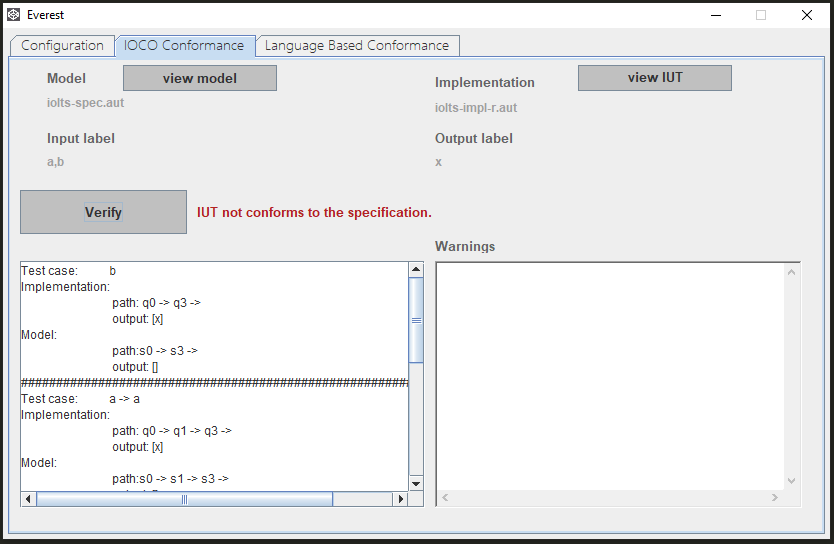 Everest
Configuration
IOCO Conformance
Language Based Conformance
Model
view model
iolts-spec.aut
Implementation
view IUT
iolts-impl-r.aut
Input label
a,b
Output label
x
Verify
IUT not conforms to the specification.
Warnings
Test case: b
Implementation:
path: q0 -> q3 ->
output: [x]
Model:
path:s0 -> s3 ->
output: []
########################################################
Test case: a -> a
Implementation:
path: q0 -> q1 -> q3 ->
output: [x]
Model:
path:s0 -> s1 -> s3 ->